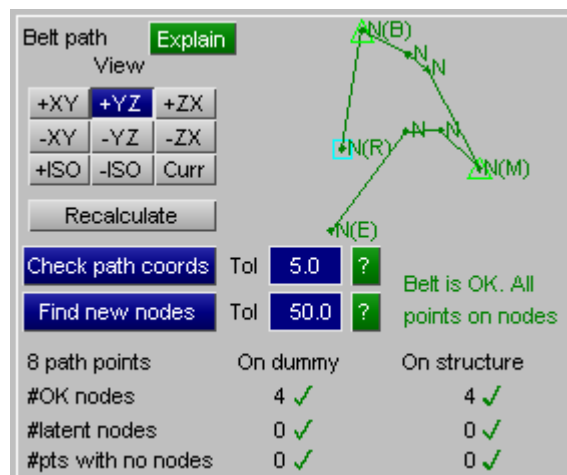 Belt path Explain
View
+XY +YZ +ZX
-XY -YZ -ZX
+ISO -ISO Curr
Recalculate
N(B)
N
N
N(R)
N N
N(M)
N(E)
Check path coords Tol 5.0 ?
Find new nodes Tol 50.0 ?
Belt is OK. All
points on nodes
8 path points On dummy On structure
#OK nodes 4 ✓ 4 ✓
#latent nodes 0 ✓ 0 ✓
#pts with no nodes 0 ✓ 0 ✓